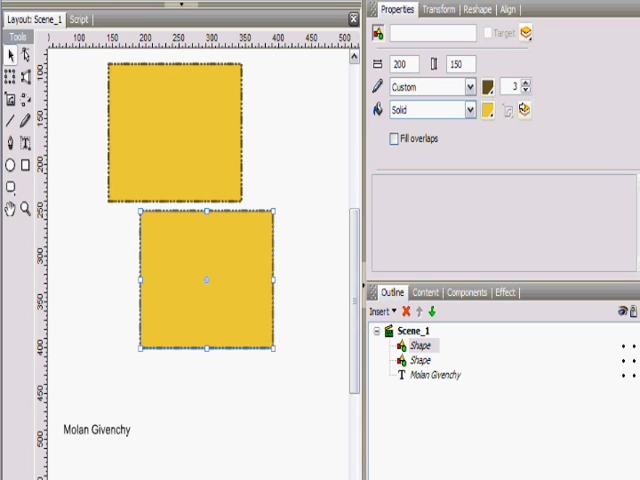 Layout: Scene_1 Script
Tools
0 50 100 150 200 250 300 350 400 450 500
100
150
200
250
300
350
400
450
500
Molan Givenchy
Properties Transform Reshape Align
Target
200 150
Custom 3
Solid
Fill overlaps
Outline Content Components Effect
Insert
Scene_1
Shape
Shape
T Molan Givenchy